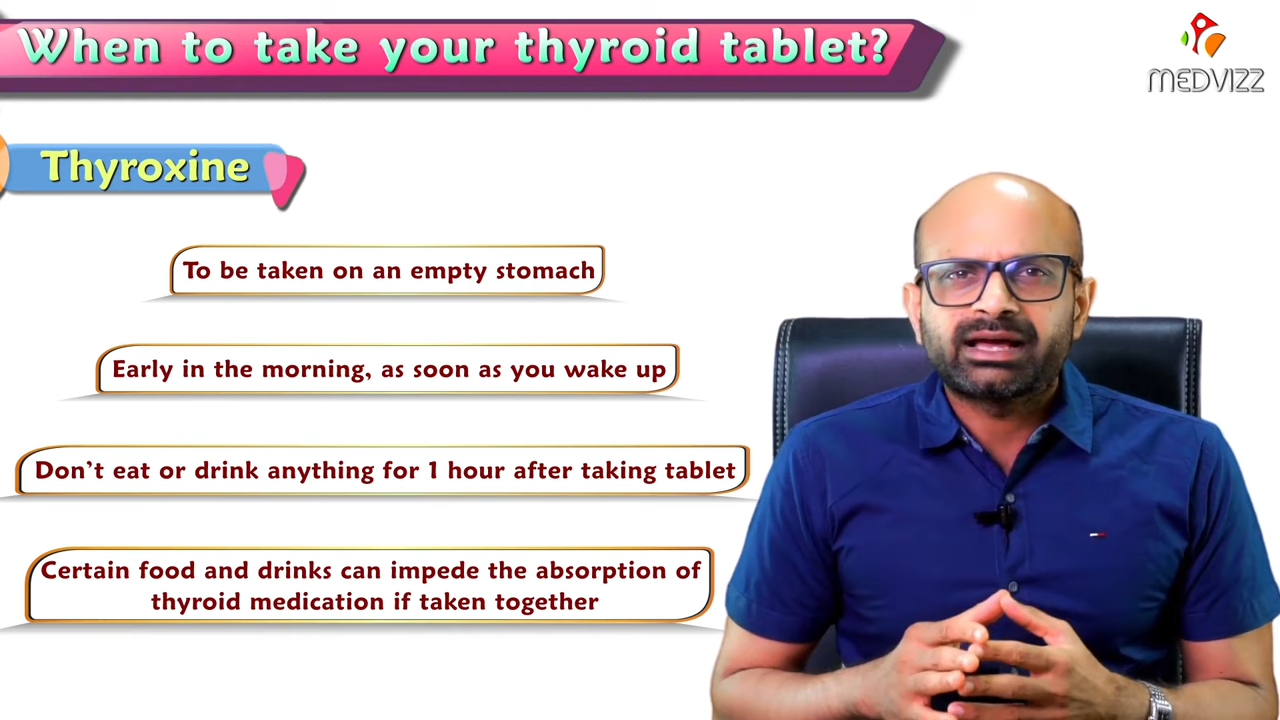 When to take your thyroid tablet?
MEDVIZZ
Thyroxine
To be taken on an empty stomach
Early in the morning, as soon as you wake up
Don’t eat or drink anything for 1 hour after taking tablet
Certain food and drinks can impede the absorption of
thyroid medication if taken together